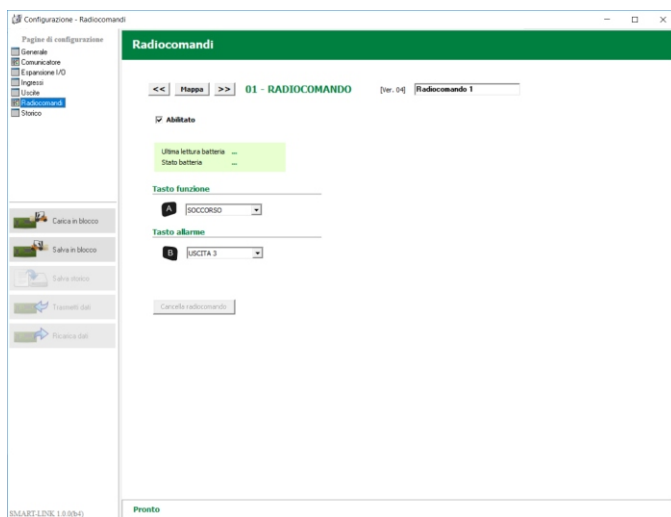 Configurazione - Radiocomandi
Pagine di configurazione
Generale
Comunicatore
Espansione I/O
Ingressi
Uscite
Radiocomandi
Storico
Carica in blocco
Salva in blocco
Salva storico
Trasmetti dati
Ricarica dati
SMART-LINK 1.0.0(b4)
Radiocomandi
<< Mappa >> 01 - RADIOCOMANDO [Ver. 04] Radiocomando 1
Abilitato
Ultima lettura batteria ...
Stato batteria ...
Tasto funzione
A SOCCORSO
Tasto allarme
B USCITA 3
Cancella radiocomando
Pronto